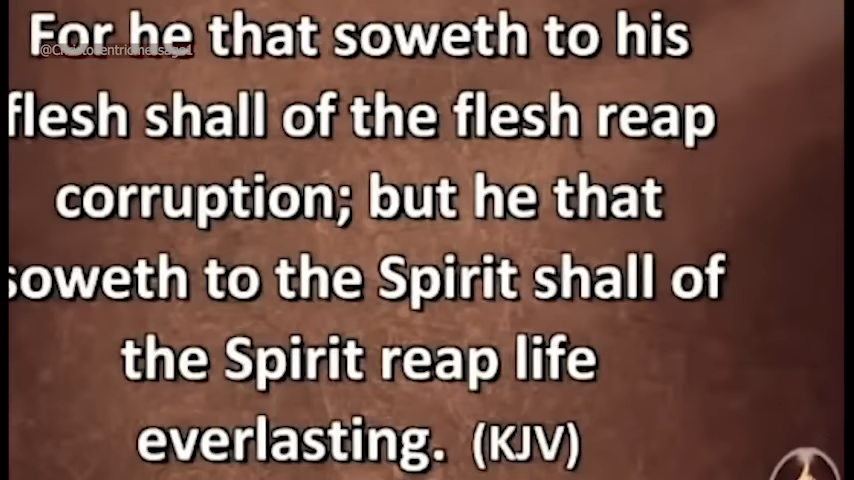 For he that soweth to his
@Christocentricmessage1
flesh shall of the flesh reap
corruption; but he that
soweth to the Spirit shall of
the Spirit reap life
everlasting. (KJV)